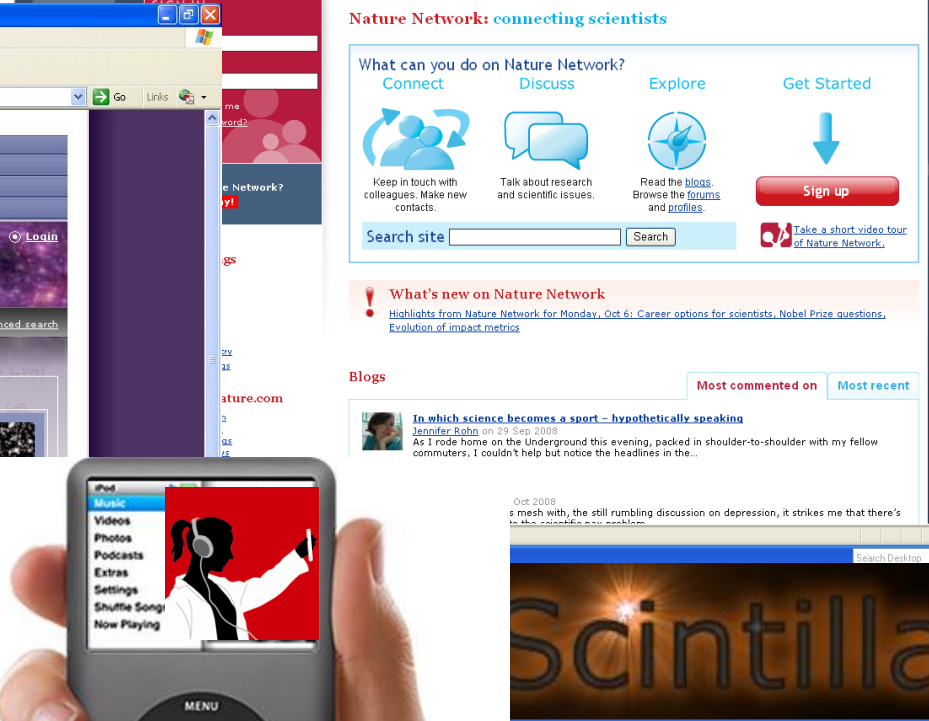 Nature Network: connecting scientists
What can you do on Nature Network?
Connect
Discuss
Explore
Get Started
Keep in touch with
colleagues. Make new
contacts.
Talk about research
and scientific issues.
Read the blogs.
Browse the forums
and profiles.
Sign up
Search site
Search
Take a short video tour
of Nature Network.
What's new on Nature Network
Highlights from Nature Network for Monday, Oct 6: Career options for scientists, Nobel Prize questions,
Evolution of impact metrics
Blogs
Most commented on
Most recent
In which science becomes a sport – hypothetically speaking
Jennifer Rohn on 29 Sep 2008
As I rode home on the Underground this evening, packed in shoulder-to-shoulder with my fellow
commuters, I couldn't help but notice the headlines in the...
Oct 2008
s mesh with, the still rumbling discussion on depression, it strikes me that there's
Go
Links
me
word?
e Network?
y!
Login
gs
nced search
ature.com
iPod
Music
Videos
Photos
Podcasts
Extras
Settings
Shuffle Song
Now Playing
MENU
Search Desktop
Scintilla